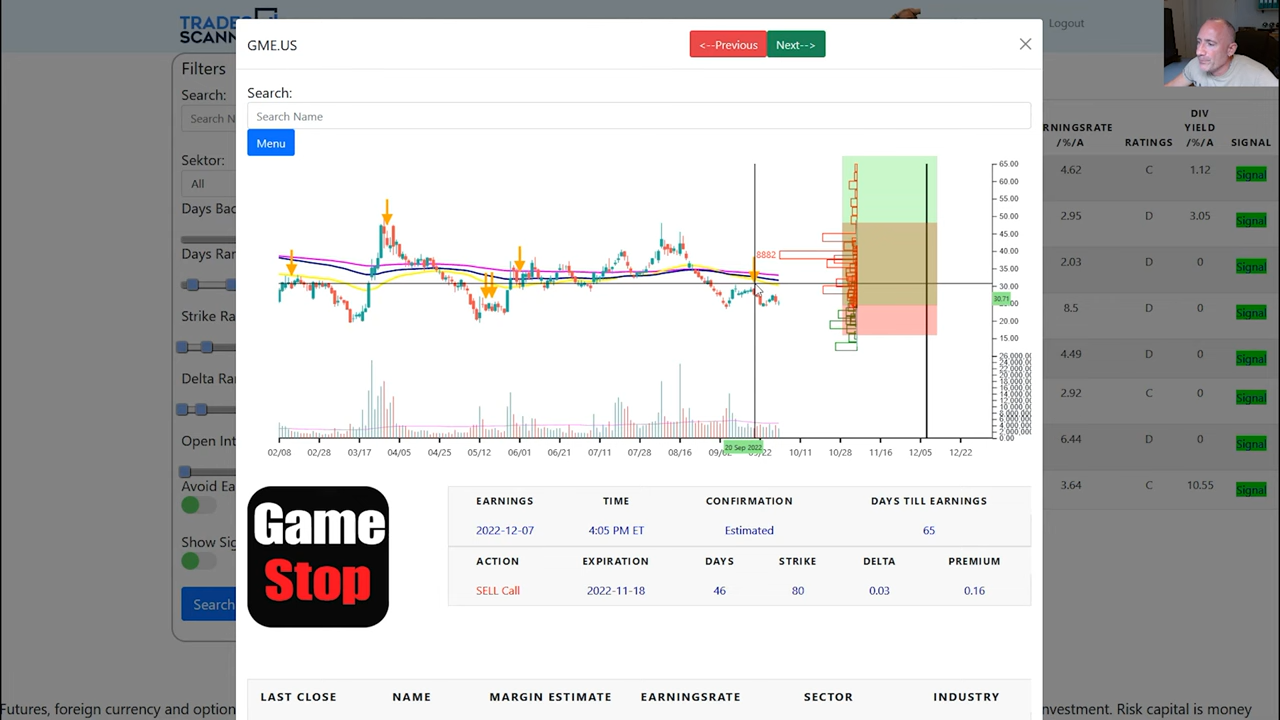 TRADES
SCANN
Logout
GME.US
<--Previous
Next-->
Filters
Search:
Search N
Search:
Search Name
Menu
Sektor:
All
Days Bac
Days Ran
Strike Ra
Delta Ran
Open Int
Avoid Ea
Show Sig
Search
8882
65.00
60.00
55.00
50.00
45.00
40.00
35.00
30.00
30.71
20.00
15.00
0.00
02/08 02/28 03/17 04/05 04/25 05/12 06/01 06/21 07/11 07/28 08/16 10/11 10/28 11/16 12/05 12/22
20 Sep 2022
RNINGSRATE /%/A RATINGS DIV YIELD /%/A SIGNAL
4.62 C 1.12 Signal
2.95 D 3.05 Signal
2.03 D 0 Signal
8.5 D 0 Signal
4.49 D 0 Signal
2.92 C 0 Signal
6.44 D 0 Signal
3.64 C 10.55 Signal
Game
Stop
EARNINGS TIME CONFIRMATION DAYS TILL EARNINGS
2022-12-07 4:05 PM ET Estimated 65
ACTION EXPIRATION DAYS STRIKE DELTA PREMIUM
SELL Call 2022-11-18 46 80 0.03 0.16
LAST CLOSE NAME MARGIN ESTIMATE EARNINGSRATE SECTOR INDUSTRY
Futures, foreign currency and option
nvestment. Risk capital is money